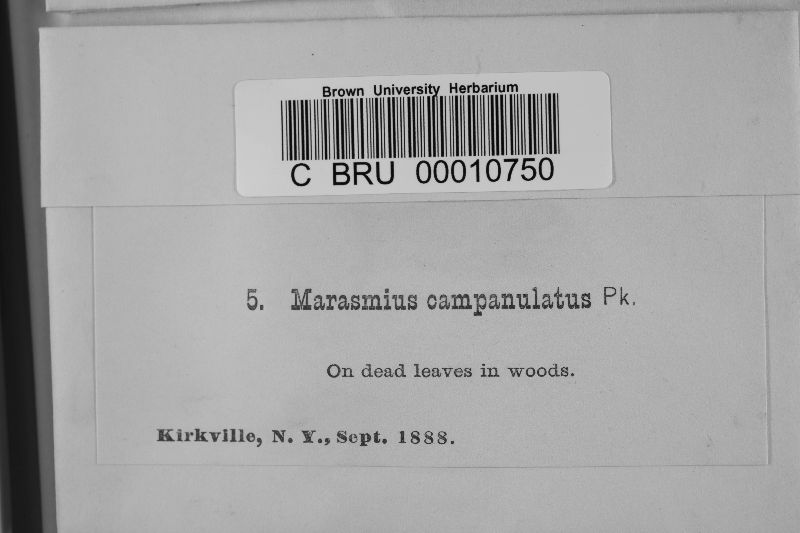 Brown University Herbarium
C BRU 00010750
5. Marasmius campanulatus Pk.
On dead leaves in woods.
Kirkville, N. Y., Sept. 1888.